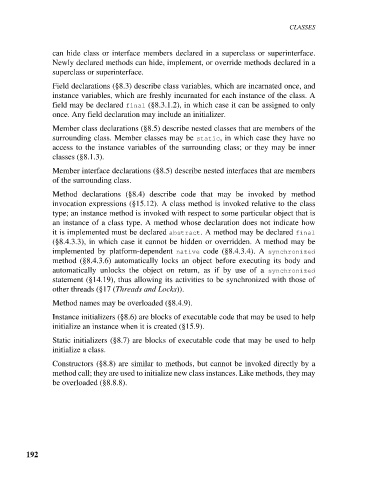 CLASSES
can hide class or interface members declared in a superclass or superinterface.
Newly declared methods can hide, implement, or override methods declared in a
superclass or superinterface.
Field declarations (§8.3) describe class variables, which are incarnated once, and
instance variables, which are freshly incarnated for each instance of the class. A
field may be declared final (§8.3.1.2), in which case it can be assigned to only
once. Any field declaration may include an initializer.
Member class declarations (§8.5) describe nested classes that are members of the
surrounding class. Member classes may be static, in which case they have no
access to the instance variables of the surrounding class; or they may be inner
classes (§8.1.3).
Member interface declarations (§8.5) describe nested interfaces that are members
of the surrounding class.
Method declarations (§8.4) describe code that may be invoked by method
invocation expressions (§15.12). A class method is invoked relative to the class
type; an instance method is invoked with respect to some particular object that is
an instance of a class type. A method whose declaration does not indicate how
it is implemented must be declared abstract. A method may be declared final
(§8.4.3.3), in which case it cannot be hidden or overridden. A method may be
implemented by platform-dependent native code (§8.4.3.4). A synchronized
method (§8.4.3.6) automatically locks an object before executing its body and
automatically unlocks the object on return, as if by use of a synchronized
statement (§14.19), thus allowing its activities to be synchronized with those of
other threads (§17 (Threads and Locks)).
Method names may be overloaded (§8.4.9).
Instance initializers (§8.6) are blocks of executable code that may be used to help
initialize an instance when it is created (§15.9).
Static initializers (§8.7) are blocks of executable code that may be used to help
initialize a class.
Constructors (§8.8) are similar to methods, but cannot be invoked directly by a
method call; they are used to initialize new class instances. Like methods, they may
be overloaded (§8.8.8).
192